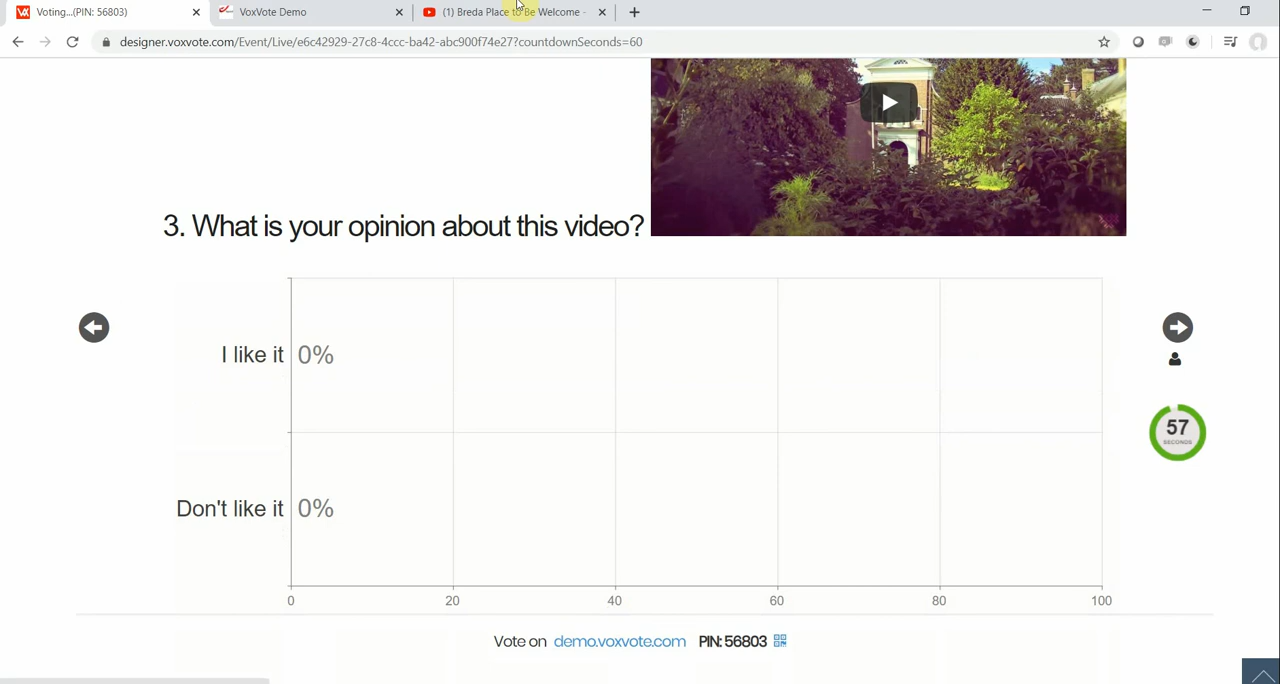 Voting...(PIN: 56803)
VoxVote Demo
(1) Breda Place to Be Welcome -
designer.voxvote.com/Event/Live/e6c42929-27c8-4ccc-ba42-abc900f74e27?countdownSeconds=60
3. What is your opinion about this video?
I like it 0%
57
SECONDS
Don't like it 0%
0 20 40 60 80 100
Vote on demo.voxvote.com PIN: 56803